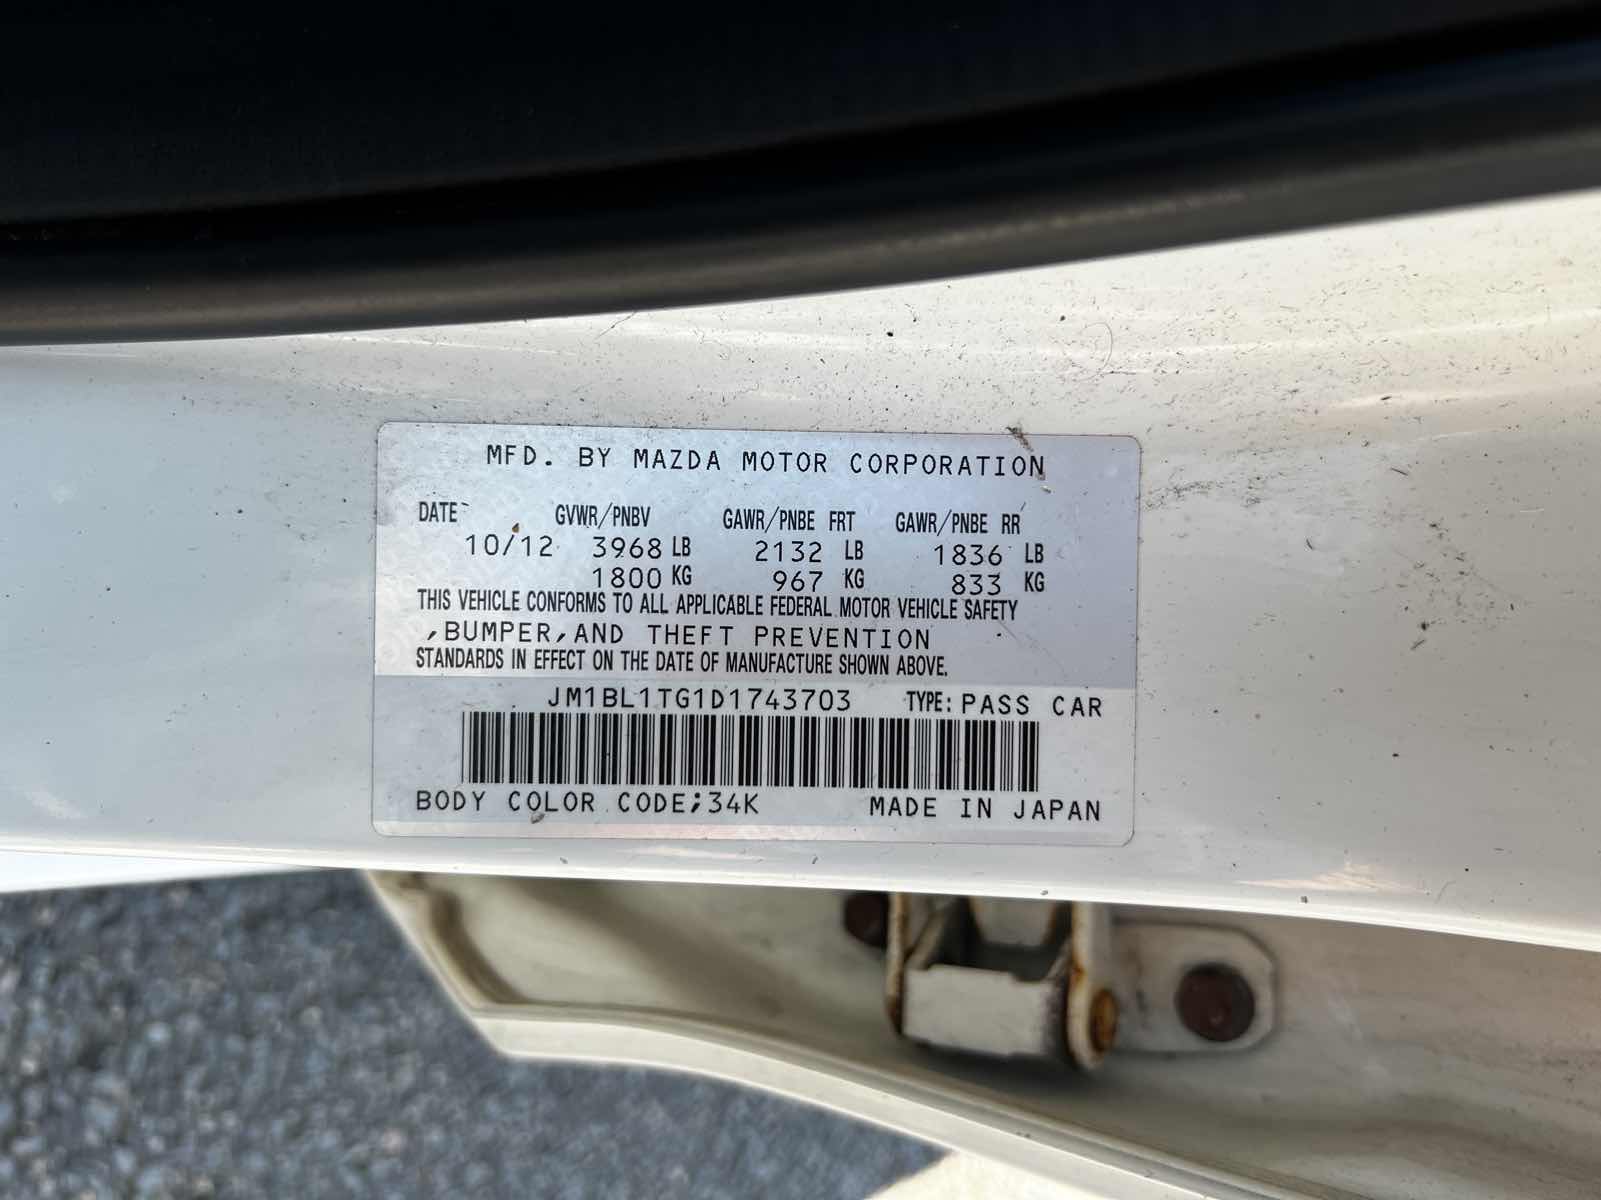 MFD. BY MAZDA MOTOR CORPORATION
DATE GVWR/PNBV GAWR/PNBE FRT GAWR/PNBE RR
10/12 3968 LB 2132 LB 1836 LB
1800 KG 967 KG 833 KG
THIS VEHICLE CONFORMS TO ALL APPLICABLE FEDERAL MOTOR VEHICLE SAFETY
,BUMPER,AND THEFT PREVENTION
STANDARDS IN EFFECT ON THE DATE OF MANUFACTURE SHOWN ABOVE.
JM1BL1TG1D1743703 TYPE: PASS CAR
BODY COLOR CODE;34K MADE IN JAPAN